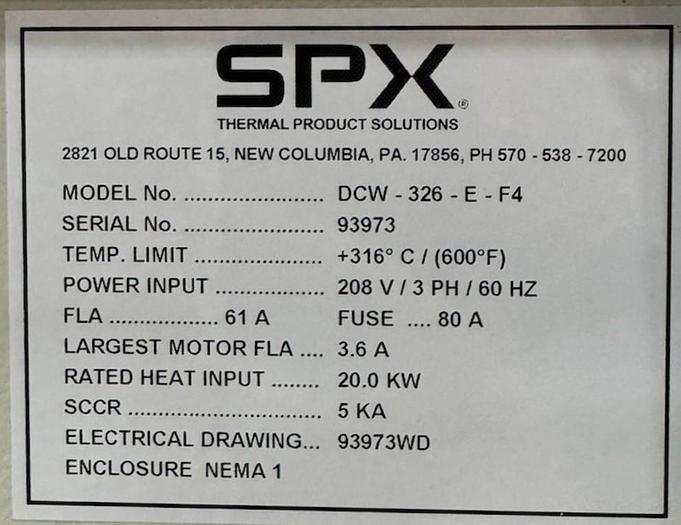 SPX®
THERMAL PRODUCT SOLUTIONS
2821 OLD ROUTE 15, NEW COLUMBIA, PA. 17856, PH 570 - 538 - 7200
MODEL No. ........................ DCW - 326 - E - F4
SERIAL No. ........................ 93973
TEMP. LIMIT ...................... +316° C / (600°F)
POWER INPUT ................... 208 V / 3 PH / 60 HZ
FLA ................... 61 A FUSE .... 80 A
LARGEST MOTOR FLA .... 3.6 A
RATED HEAT INPUT ........ 20.0 KW
SCCR .................................. 5 KA
ELECTRICAL DRAWING... 93973WD
ENCLOSURE NEMA 1